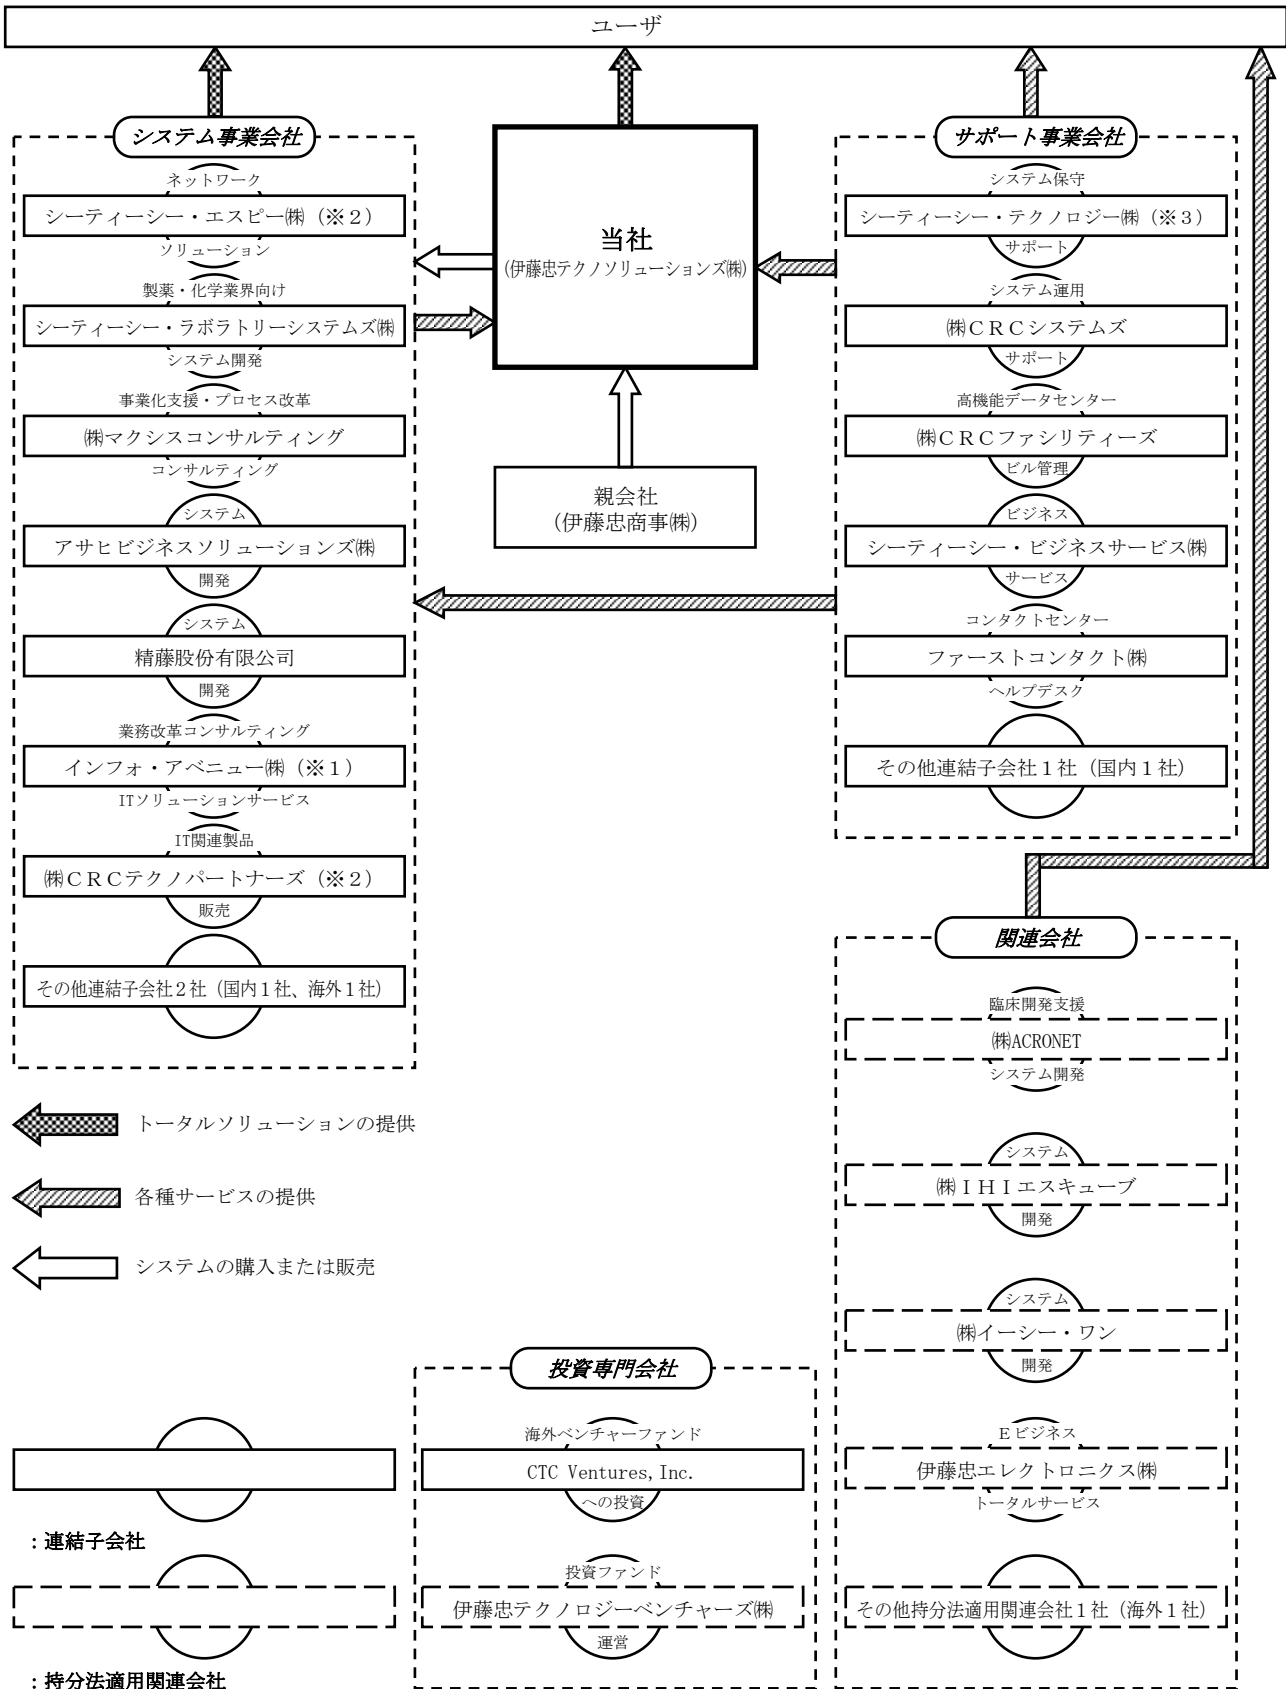 ユーザ
システム事業会社
ネットワーク
シーティーシー・エスピー㈱（※２）
ソリューション
製薬・化学業界向け
シーティーシー・ラボラトリーシステムズ㈱
システム開発
事業化支援・プロセス改革
㈱マクシスコンサルティング
コンサルティング
システム
アサヒビジネスソリューションズ㈱
開発
システム
精藤股份有限公司
開発
業務改革コンサルティング
インフォ・アベニュー㈱（※１）
ITソリューションサービス
IT関連製品
㈱ＣＲＣテクノパートナーズ（※２）
販売
その他連結子会社２社（国内１社、海外１社）
当社
(伊藤忠テクノソリューションズ㈱)
親会社
（伊藤忠商事㈱）
サポート事業会社
システム保守
シーティーシー・テクノロジー㈱（※３）
サポート
システム運用
㈱ＣＲＣシステムズ
サポート
高機能データセンター
㈱ＣＲＣファシリティーズ
ビル管理
ビジネス
シーティーシー・ビジネスサービス㈱
サービス
コンタクトセンター
ファーストコンタクト㈱
ヘルプデスク
その他連結子会社１社（国内１社）
関連会社
臨床開発支援
㈱ACRONET
システム開発
システム
㈱ＩＨＩエスキューブ
開発
システム
㈱イーシー・ワン
開発
Ｅビジネス
伊藤忠エレクトロニクス㈱
トータルサービス
その他持分法適用関連会社１社（海外１社）
トータルソリューションの提供
各種サービスの提供
システムの購入または販売
投資専門会社
海外ベンチャーファンド
CTC Ventures,Inc.
への投資
投資ファンド
伊藤忠テクノロジーベンチャーズ㈱
運営
：連結子会社
：持分法適用関連会社